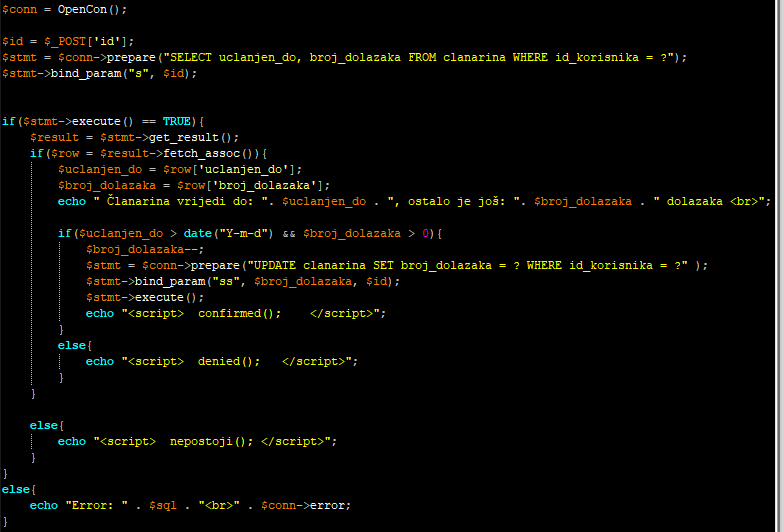 $conn = OpenCon();
$id = $_POST['id'];
$stmt = $conn->prepare("SELECT uclanjen_do, broj_dolazaka FROM clanarina WHERE id_korisnika = ?");
$stmt->bind_param("s", $id);
if($stmt->execute() == TRUE){
$result = $stmt->get_result();
if($row = $result->fetch_assoc()){
$uclanjen_do = $row['uclanjen_do'];
$broj_dolazaka = $row['broj_dolazaka'];
echo " Članarina vrijedi do: ". $uclanjen_do . ", ostalo je još: ". $broj_dolazaka . " dolazaka <br>";
if($uclanjen_do > date("Y-m-d") && $broj_dolazaka > 0){
$broj_dolazaka--;
$stmt = $conn->prepare("UPDATE clanarina SET broj_dolazaka = ? WHERE id_korisnika = ?" );
$stmt->bind_param("ss", $broj_dolazaka, $id);
$stmt->execute();
echo "<script>  confirmed();    </script>";
}
else{
echo "<script>  denied();   </script>";
}
}
else{
echo "<script>  nepostoji(); </script>";
}
}
else{
echo "Error: " . $sql . "<br>" . $conn->error;
}